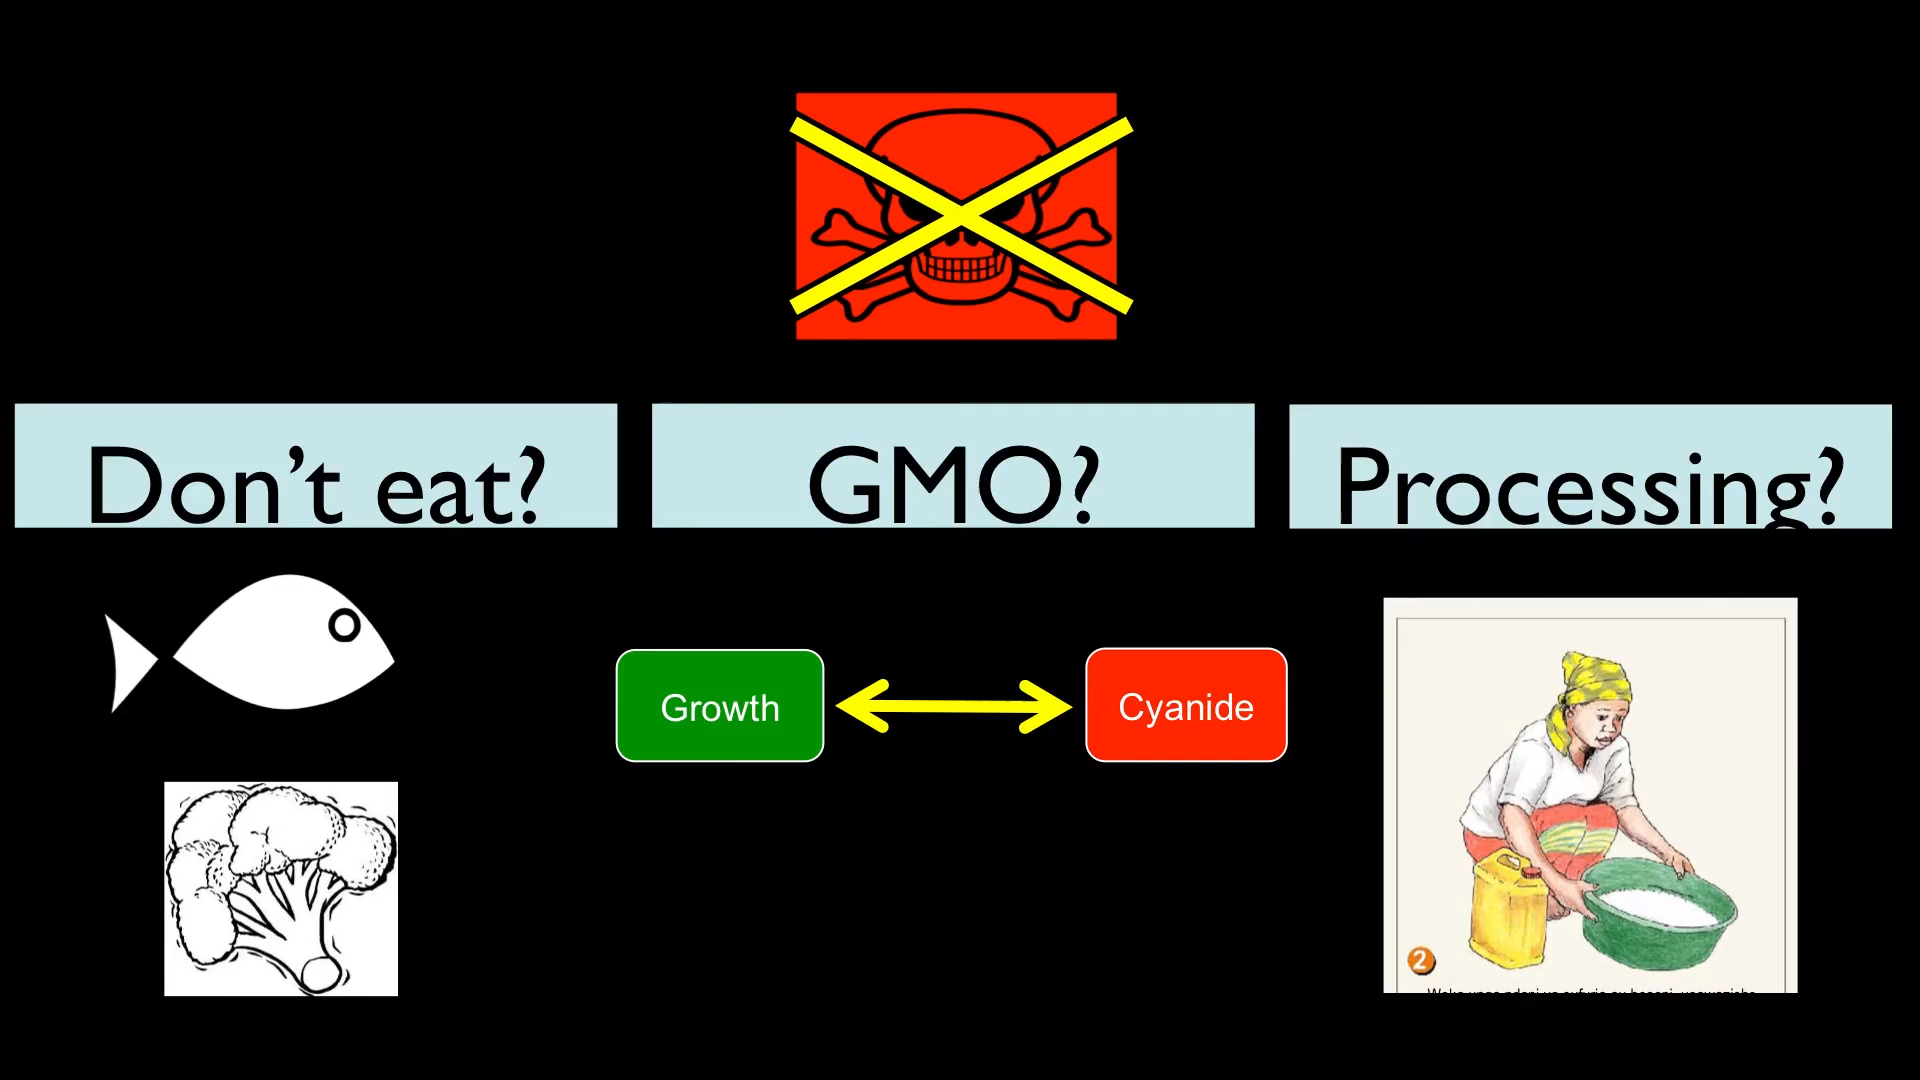 Don’t eat?
GMO?
Processing?
Growth
Cyanide
2